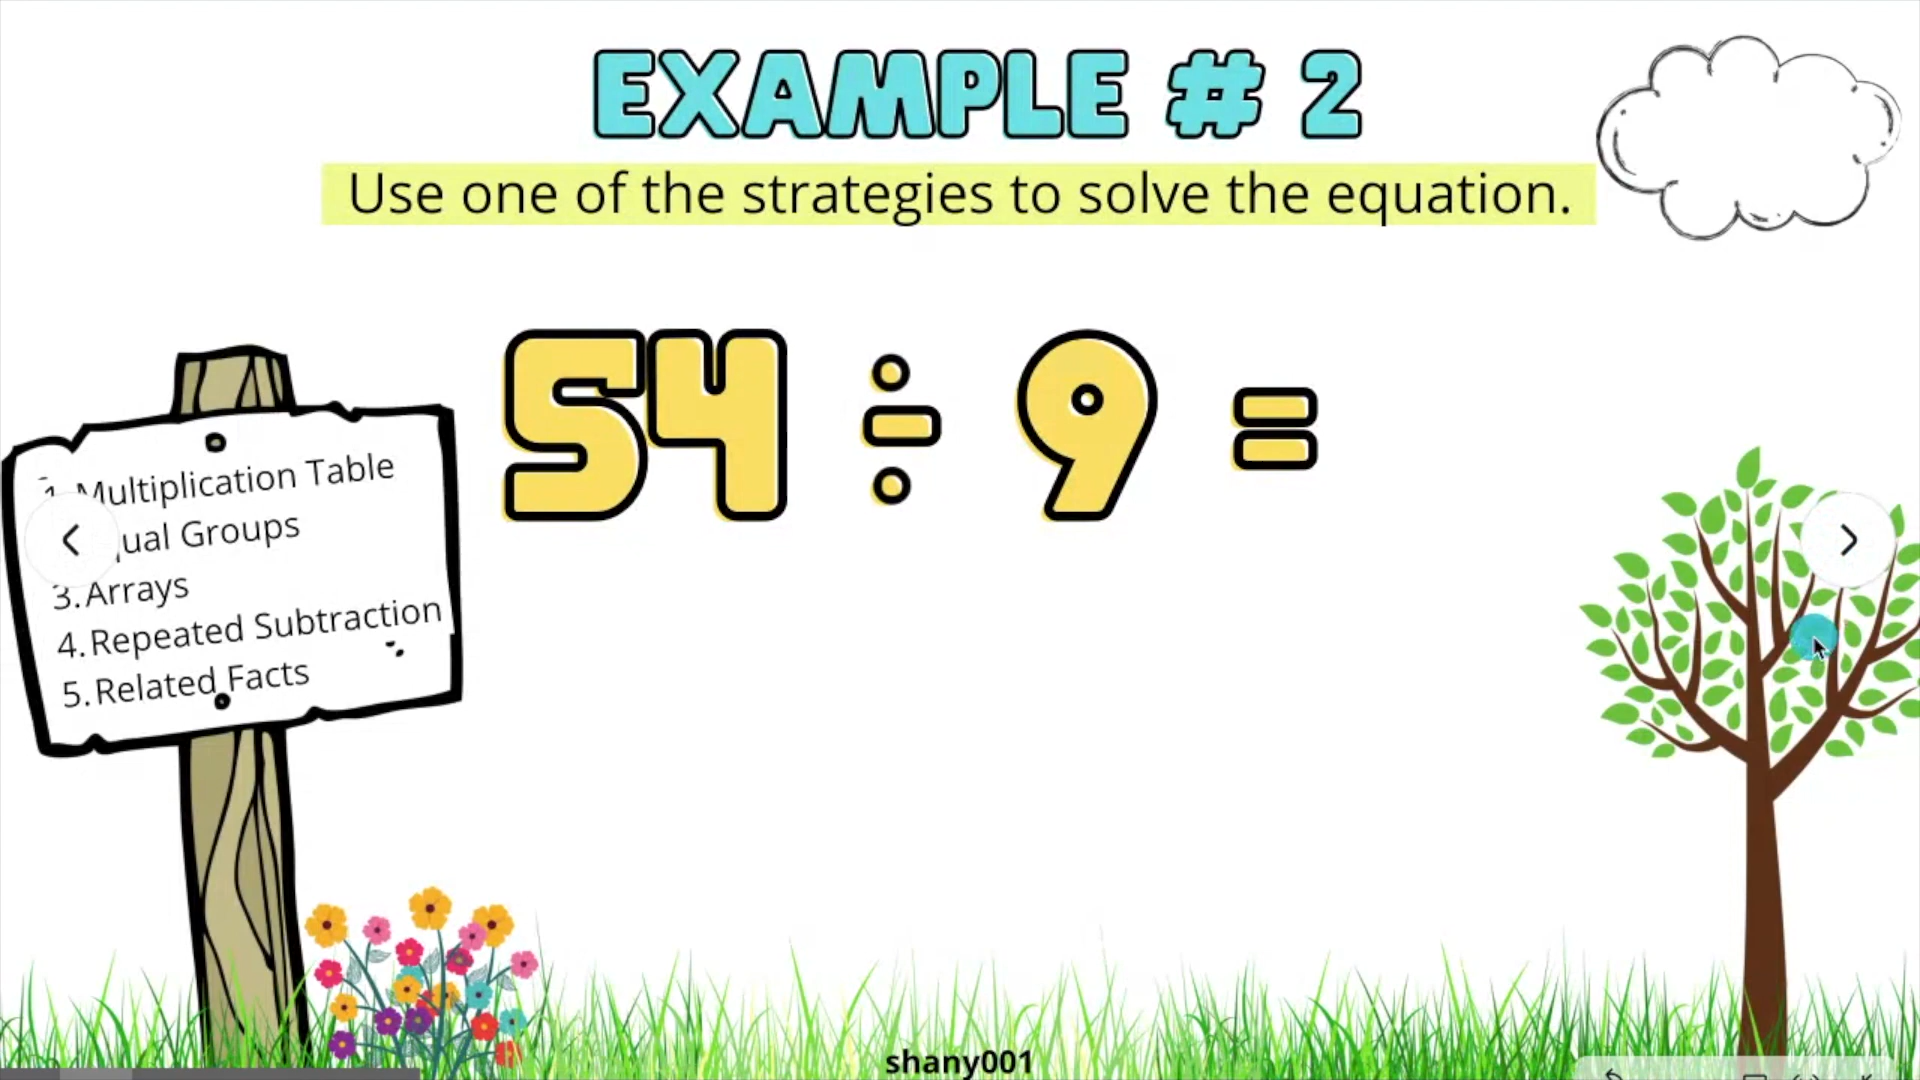 EXAMPLE # 2
Use one of the strategies to solve the equation.
54 ÷ 9 =
Multiplication Table
Groups
3. Arrays
4. Repeated Subtraction
5. Related Facts
shany001